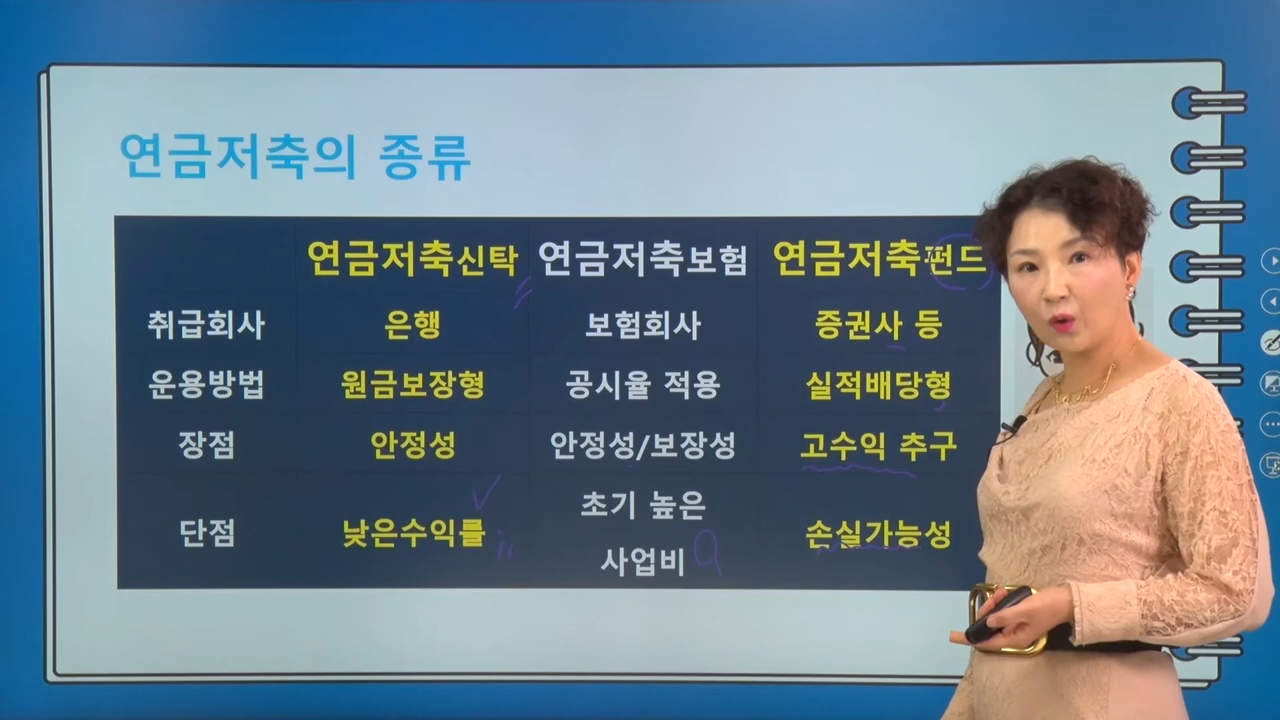 연금저축의 종류
연금저축신탁 연금저축보험 연금저축펀드
취급회사 은행 보험회사 증권사 등
운용방법 원금보장형 공시율 적용 실적배당형
장점 안정성 안정성/보장성 고수익 추구
단점 낮은수익률 초기 높은 사업비 손실가능성